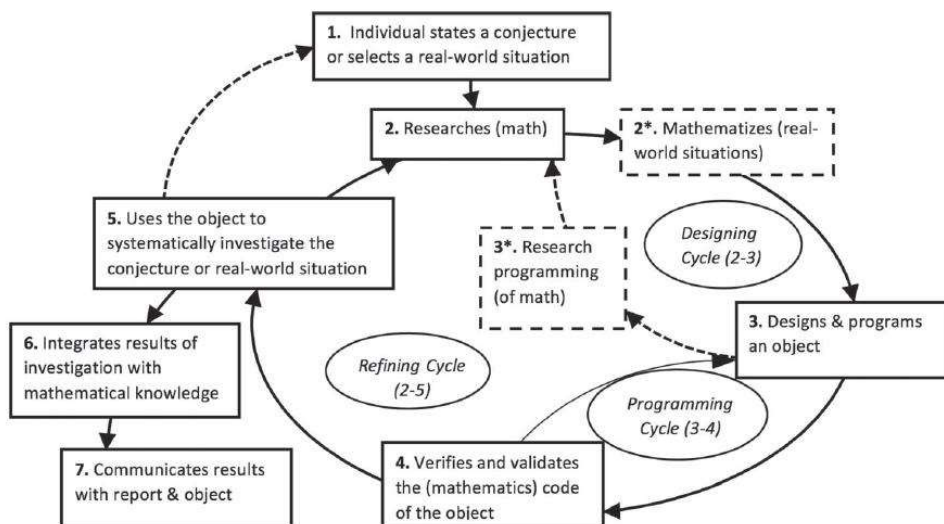 1. Individual states a conjecture
or selects a real-world situation
2. Researches (math)
2*. Mathematizes (real-
world situations)
5. Uses the object to
systematically investigate the
conjecture or real-world situation
3*. Research
programming
(of math)
Designing
Cycle (2-3)
3. Designs & programs
an object
6. Integrates results of
investigation with
mathematical knowledge
Refining Cycle
(2-5)
Programming
Cycle (3-4)
7. Communicates results
with report & object
4. Verifies and validates
the (mathematics) code
of the object